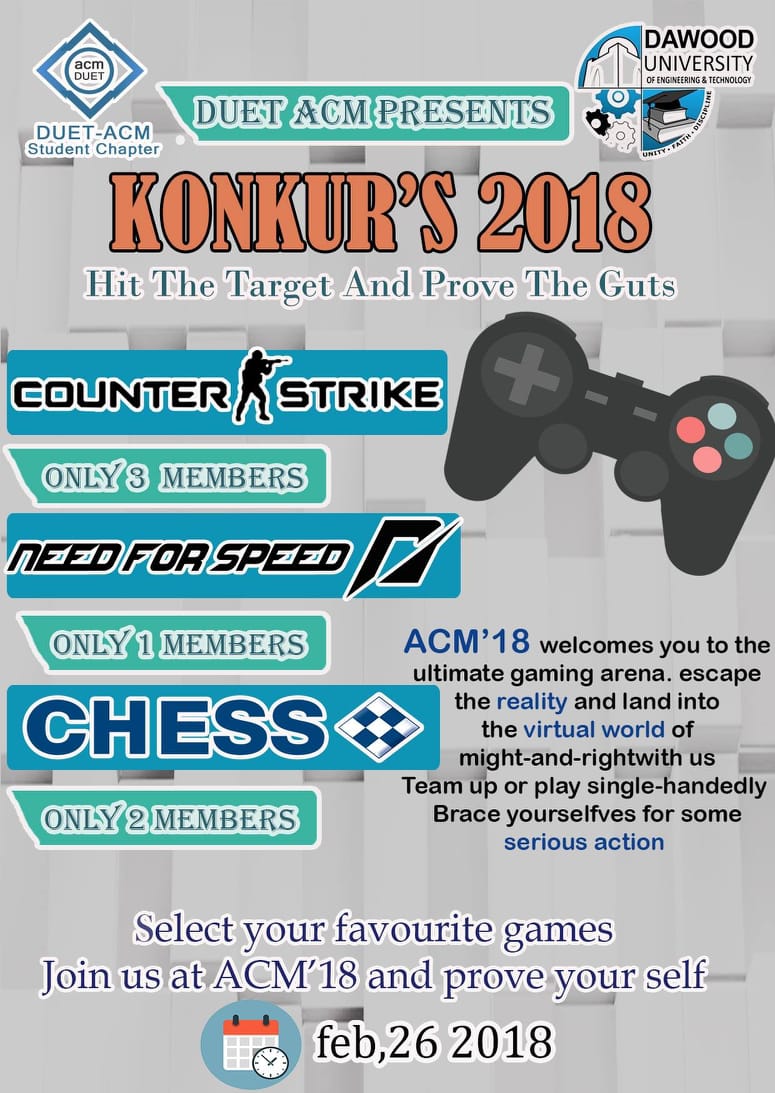 acm
DUET
DUET-ACM
Student Chapter
DUET ACM PRESENTS
DAWOOD
UNIVERSITY
OF ENGINEERING & TECHNOLOGY
UNITY • FAITH • DISCIPLINE
KONKUR'S 2018
Hit The Target And Prove The Guts
COUNTER STRIKE
ONLY 3 MEMBERS
NEED FOR SPEED
ONLY 1 MEMBERS
CHESS
ONLY 2 MEMBERS
ACM'18 welcomes you to the
ultimate gaming arena. escape
the reality and land into
the virtual world of
might-and-rightwith us
Team up or play single-handedly
Brace yourselfves for some
serious action
Select your favourite games
Join us at ACM'18 and prove your self
feb,26 2018